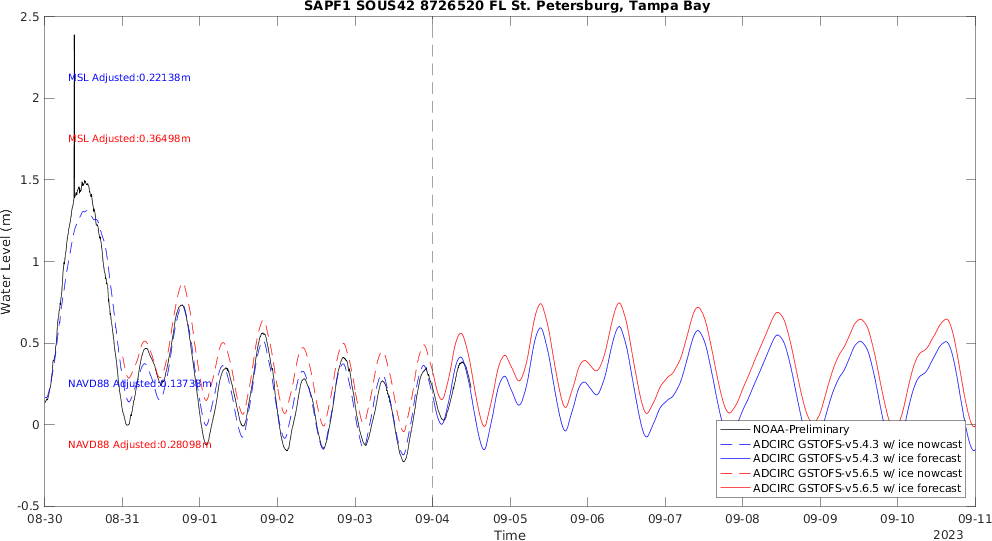 SAPF1 SOUS42 8726520 FL St. Petersburg, Tampa Bay
2.5
2
1.5
1
0.5
0
-0.5
Water Level (m)
MSL Adjusted:0.22138m
MSL Adjusted:0.36498m
NAVD88 Adjusted:0.13738m
NAVD88 Adjusted:0.28098m
NOAA-Preliminary
ADCIRC GSTOFS-v5.4.3 w/ ice nowcast
ADCIRC GSTOFS-v5.4.3 w/ ice forecast
ADCIRC GSTOFS-v5.6.5 w/ ice nowcast
ADCIRC GSTOFS-v5.6.5 w/ ice forecast
08-30 08-31 09-01 09-02 09-03 09-04 09-05 09-06 09-07 09-08 09-09 09-10 09-11
Time
2023